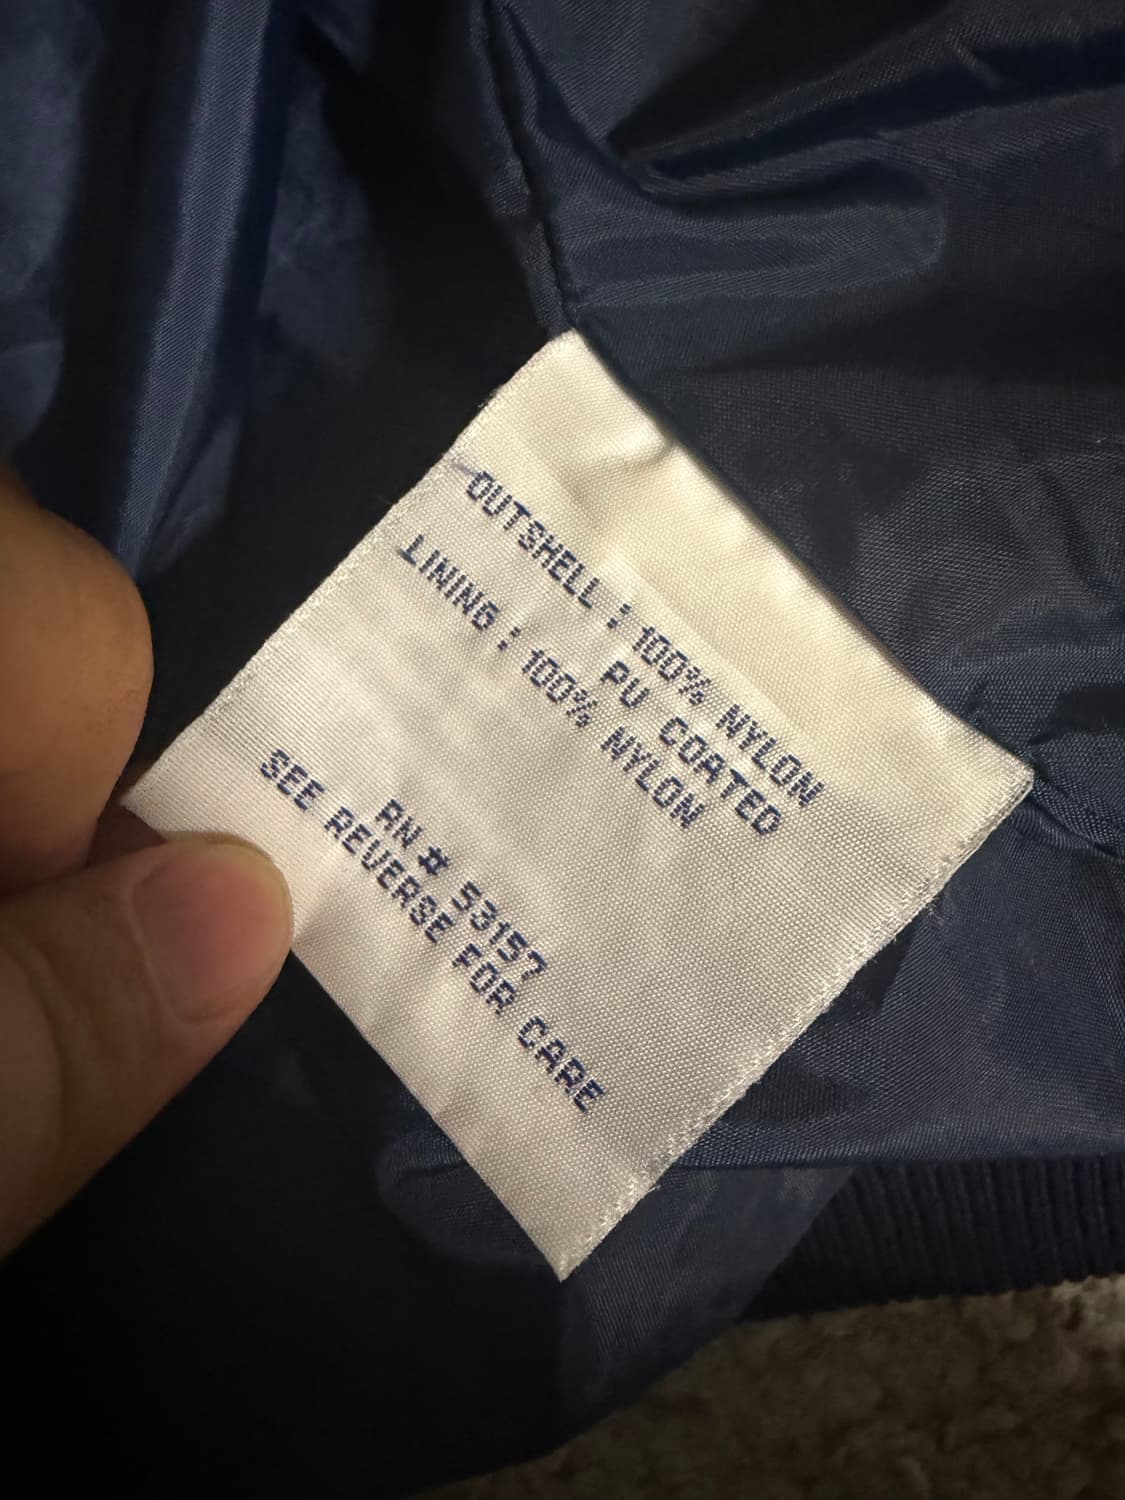 OUTSHELL : 100% NYLON
PU COATED
LINING : 100% NYLON
RN # 53157
SEE REVERSE FOR CARE